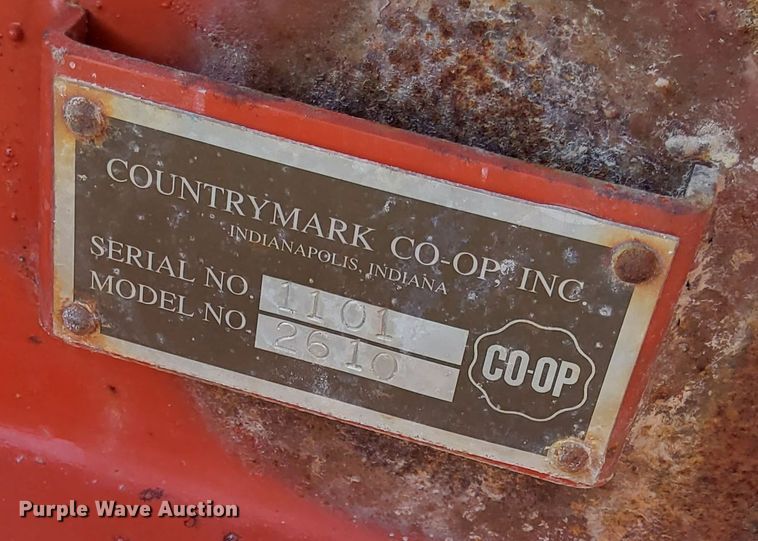 COUNTRYMARK CO-OP, INC.
INDIANAPOLIS, INDIANA
SERIAL NO. 1101
MODEL NO. 2610
CO-OP
Purple Wave Auction